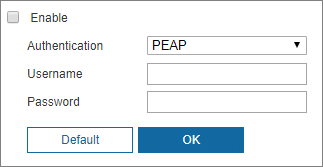 Enable
Authentication PEAP
Username
Password
Default OK